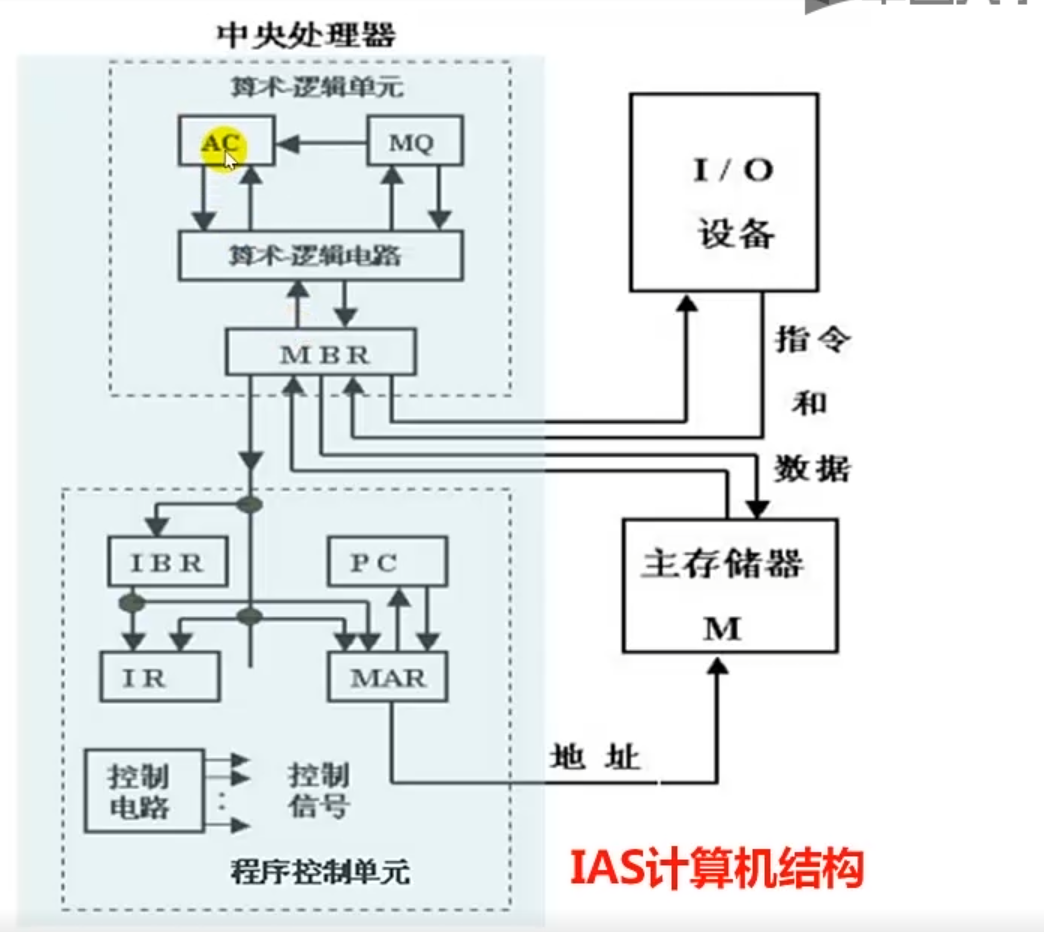 中央处理器
算术-逻辑单元
AC
MQ
算术-逻辑电路
MBR
I/O
设备
指令
和
数据
IBR
PC
IR
MAR
主存储器
M
地址
控制
电路
控制
信号
程序控制单元
IAS计算机结构